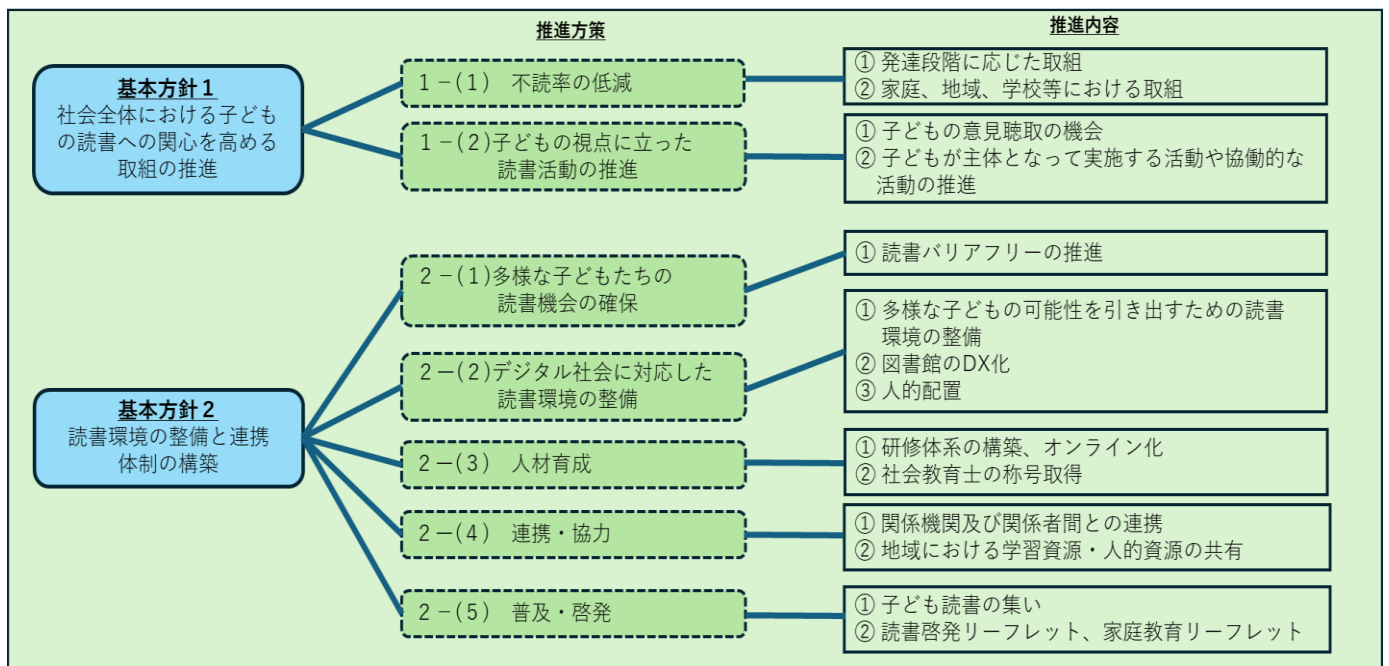 推進方策
推進内容
基本方針1
社会全体における子ども
の読書への関心を高める
取組の推進
1-(1) 不読率の低減
① 発達段階に応じた取組
② 家庭、地域、学校等における取組
1-(2)子どもの視点に立った
読書活動の推進
① 子どもの意見聴取の機会
② 子どもが主体となって実施する活動や協働的な
活動の推進
基本方針2
読書環境の整備と連携
体制の構築
2-(1)多様な子どもたちの
読書機会の確保
① 読書バリアフリーの推進
2-(2)デジタル社会に対応した
読書環境の整備
① 多様な子どもの可能性を引き出すための読書
環境の整備
② 図書館のDX化
③ 人的配置
2-(3) 人材育成
① 研修体系の構築、オンライン化
② 社会教育士の称号取得
2-(4) 連携・協力
① 関係機関及び関係者間との連携
② 地域における学習資源・人的資源の共有
2-(5) 普及・啓発
① 子ども読書の集い
② 読書啓発リーフレット、家庭教育リーフレット